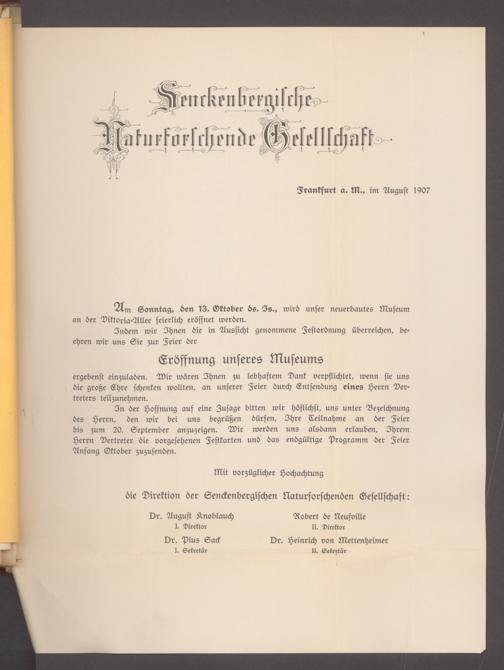 Senckenbergische
Naturforschende Gesellschaft
Frankfurt a. M., im August 1907
Am Sonntag, den 13. Oktober ds. Js., wird unser neuerbautes Museum
an der Viktoria-Allee feierlich eröffnet werden.
Indem wir Ihnen die in Aussicht genommene Festordnung überreichen, be-
ehren wir uns Sie zur Feier der
Eröffnung unseres Museums
ergebenst einzuladen. Wir wären Ihnen zu lebhaftem Dank verpflichtet, wenn sie uns
die große Ehre schenken wollten, an unserer Feier durch Entsendung eines Herrn Ver-
treters teilzunehmen.
In der Hoffnung auf eine Zusage bitten wir höflichst, uns unter Bezeichnung
des Herrn, den wir bei uns begrüßen dürfen, Ihre Teilnahme an der Feier
bis zum 20. September anzuzeigen. Wir werden uns alsdann erlauben, Ihrem
Herrn Vertreter die vorgesehenen Festkarten und das endgültige Programm der Feier
Anfang Oktober zuzusenden.
Mit vorzüglicher Hochachtung
die Direktion der Senckenbergischen Naturforschenden Gesellschaft:
Dr. August Knoblauch Robert de Neufville
I. Direktor II. Direktor
Dr. Pius Sack Dr. Heinrich von Mettenheimer
I. Sekretär II. Sekretär